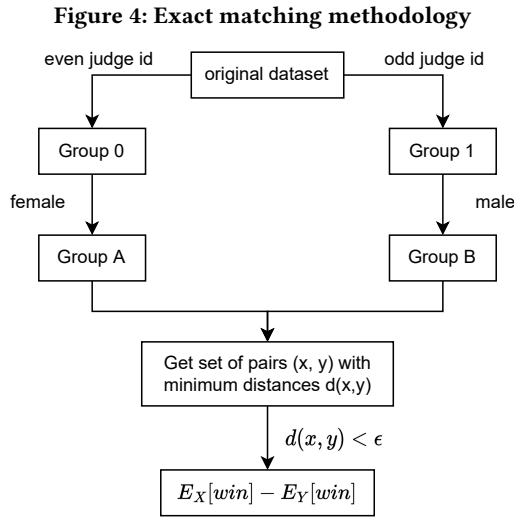 Figure 4: Exact matching methodology
even judge id
original dataset
odd judge id
Group 0
Group 1
female
male
Group A
Group B
Get set of pairs (x, y) with
minimum distances d(x,y)
d(x, y) < ϵ
E_X[win] − E_Y[win]